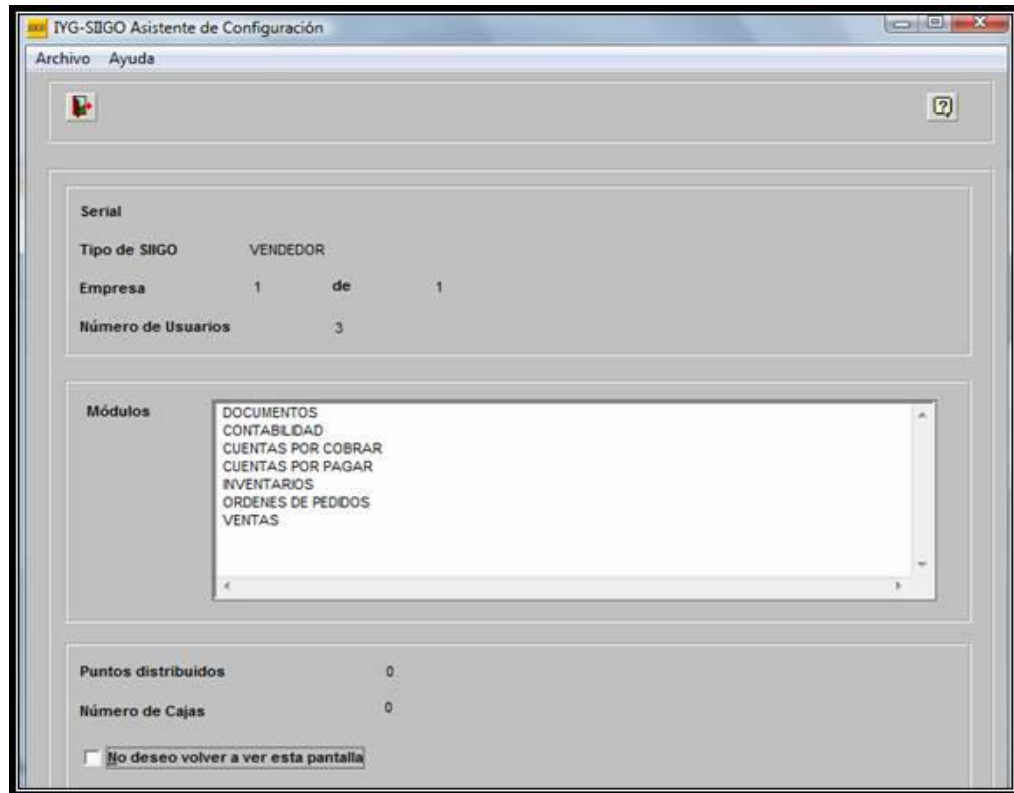 IYG-SIIGO Asistente de Configuración
Archivo Ayuda
Serial
Tipo de SIIGO VENDEDOR
Empresa 1 de 1
Número de Usuarios 3
Módulos
DOCUMENTOS
CONTABILIDAD
CUENTAS POR COBRAR
CUENTAS POR PAGAR
INVENTARIOS
ORDENES DE PEDIDOS
VENTAS
Puntos distribuidos 0
Número de Cajas 0
No deseo volver a ver esta pantalla